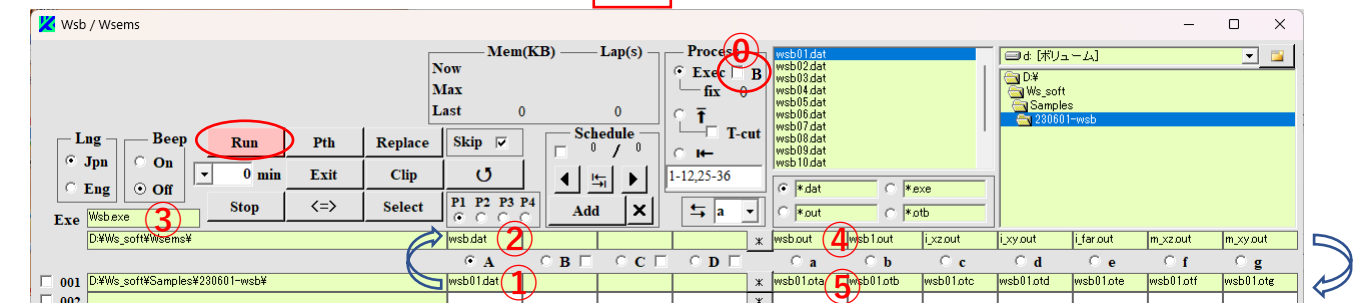 Wsb / Wsems
Mem(KB) Lap(s)
Now
Max
Last 0 0
Process
0
Exec B
fix 0
T-cut
1-12,25-36
a
wsb01.dat
wsb02.dat
wsb03.dat
wsb04.dat
wsb05.dat
wsb06.dat
wsb07.dat
wsb08.dat
wsb09.dat
wsb10.dat
*.dat *.exe
*.out *.otb
d: [ボリューム]
D:¥
Ws_soft
Samples
230601-wsb
Lng Beep
Jpn On
Eng Off
Run Pth Replace
0 min Exit Clip
Stop <=> Select
Skip
P1 P2 P3 P4
Schedule
0 / 0
Add X
Exe Wsb.exe ③
D:¥Ws_soft¥Wsems¥ wsb.dat ② * wsb.out ④ wsb1.out i_xz.out i_xy.out i_far.out m_xz.out m_xy.out
A B C D a b c d e f g
001 D:¥Ws_soft¥Samples¥230601-wsb¥ wsb01.dat ① * wsb01.ota ⑤ wsb01.otb wsb01.otc wsb01.otd wsb01.ote wsb01.otf wsb01.otg
002 *